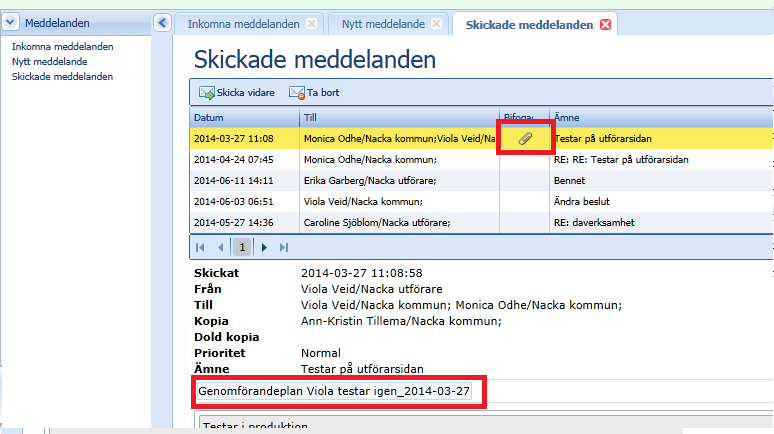 Meddelanden
Inkomna meddelanden
Nytt meddelande
Skickade meddelanden
Inkomna meddelanden Nytt meddelande Skickade meddelanden
Skickade meddelanden
Skicka vidare Ta bort
Datum Till Bifoga: Ämne
2014-03-27 11:08 Monica Odhe/Nacka kommun;Viola Veid/Na Testar på utförarsidan
2014-04-24 07:45 Monica Odhe/Nacka kommun; RE: RE: Testar på utförarsidan
2014-06-11 14:11 Erika Garberg/Nacka utförare; Bennet
2014-06-03 06:51 Viola Veid/Nacka kommun; Ändra beslut
2014-05-27 14:36 Caroline Sjöblom/Nacka utförare; RE: daverksamhet
1
Skickat 2014-03-27 11:08:58
Från Viola Veid/Nacka utförare
Till Viola Veid/Nacka kommun; Monica Odhe/Nacka kommun;
Kopia Ann-Kristin Tillema/Nacka kommun;
Dold kopia
Prioritet Normal
Ämne Testar på utförarsidan
Genomförandeplan Viola testar igen_2014-03-27
Testar i produktion